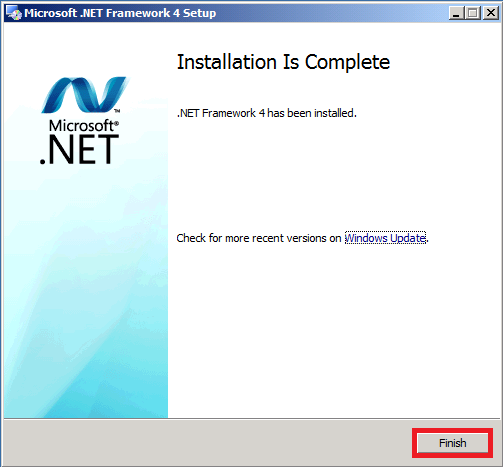 Microsoft .NET Framework 4 Setup
Installation Is Complete
Microsoft®
.NET
.NET Framework 4 has been installed.
Check for more recent versions on Windows Update.
Finish